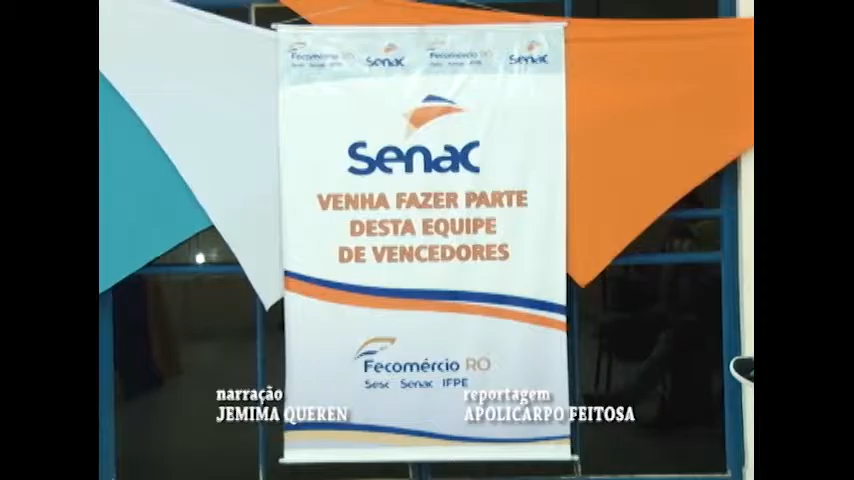 Fecomércio RO
Senac
Fecomércio RO
Senac
Senac
VENHA FAZER PARTE
DESTA EQUIPE
DE VENCEDORES
Fecomércio RO
Sesc Senac IFPE
narração
JEMIMA QUEREN
reportagem
APOLICARPO FEITOSA